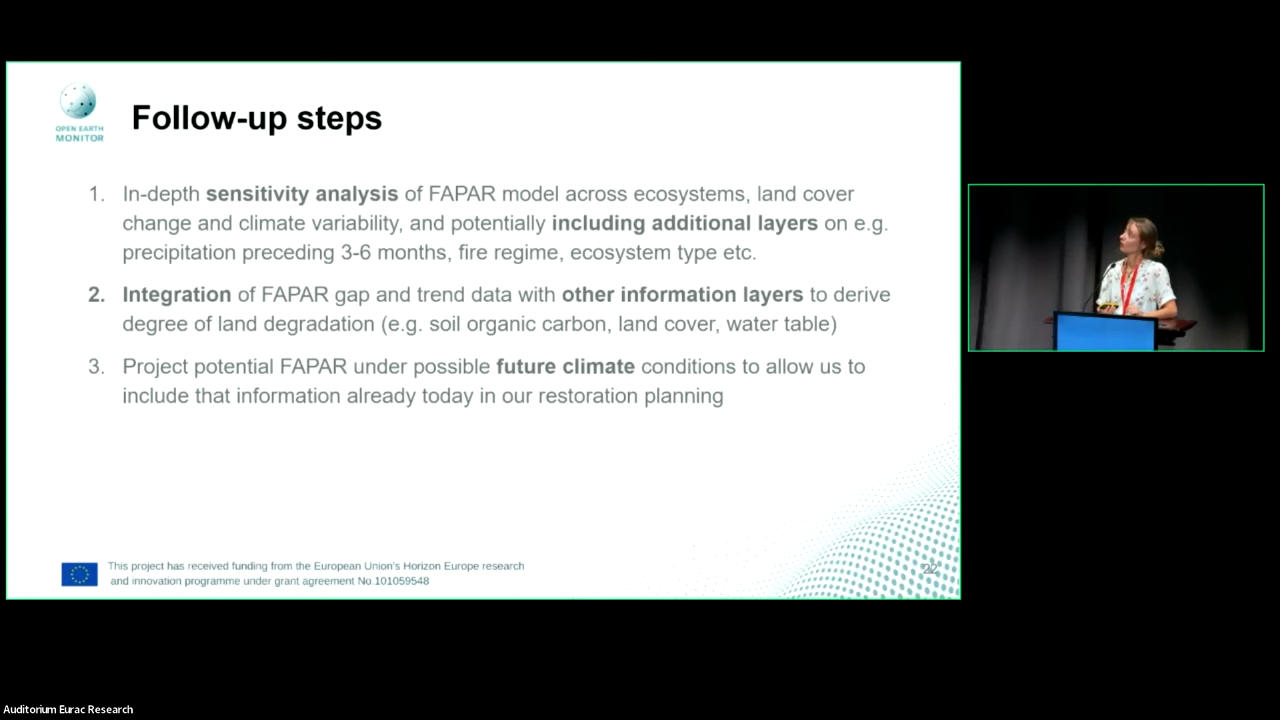 OPEN EARTH
MONITOR
Follow-up steps
1. In-depth sensitivity analysis of FAPAR model across ecosystems, land cover
change and climate variability, and potentially including additional layers on e.g.
precipitation preceding 3-6 months, fire regime, ecosystem type etc.
2. Integration of FAPAR gap and trend data with other information layers to derive
degree of land degradation (e.g. soil organic carbon, land cover, water table)
3. Project potential FAPAR under possible future climate conditions to allow us to
include that information already today in our restoration planning
This project has received funding from the European Union's Horizon Europe research
and innovation programme under grant agreement No.101059548
22
Auditorium Eurac Research